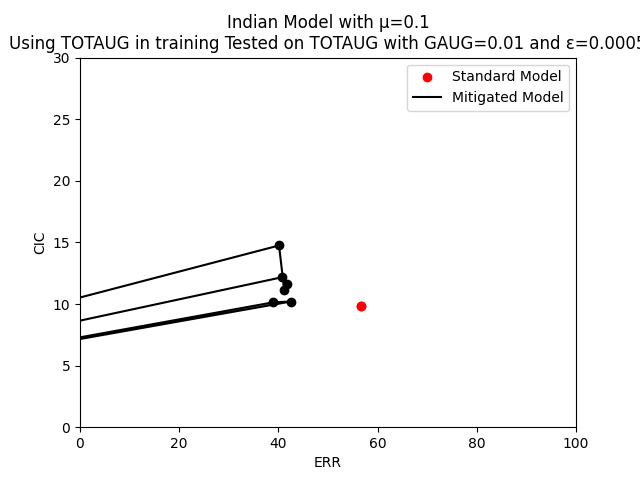 Indian Model with μ=0.1
Using TOTAUG in training Tested on TOTAUG with GAUG=0.01 and ε=0.0005
30
25
20
15
10
5
0
CIC
Standard Model
Mitigated Model
0 20 40 60 80 100
ERR